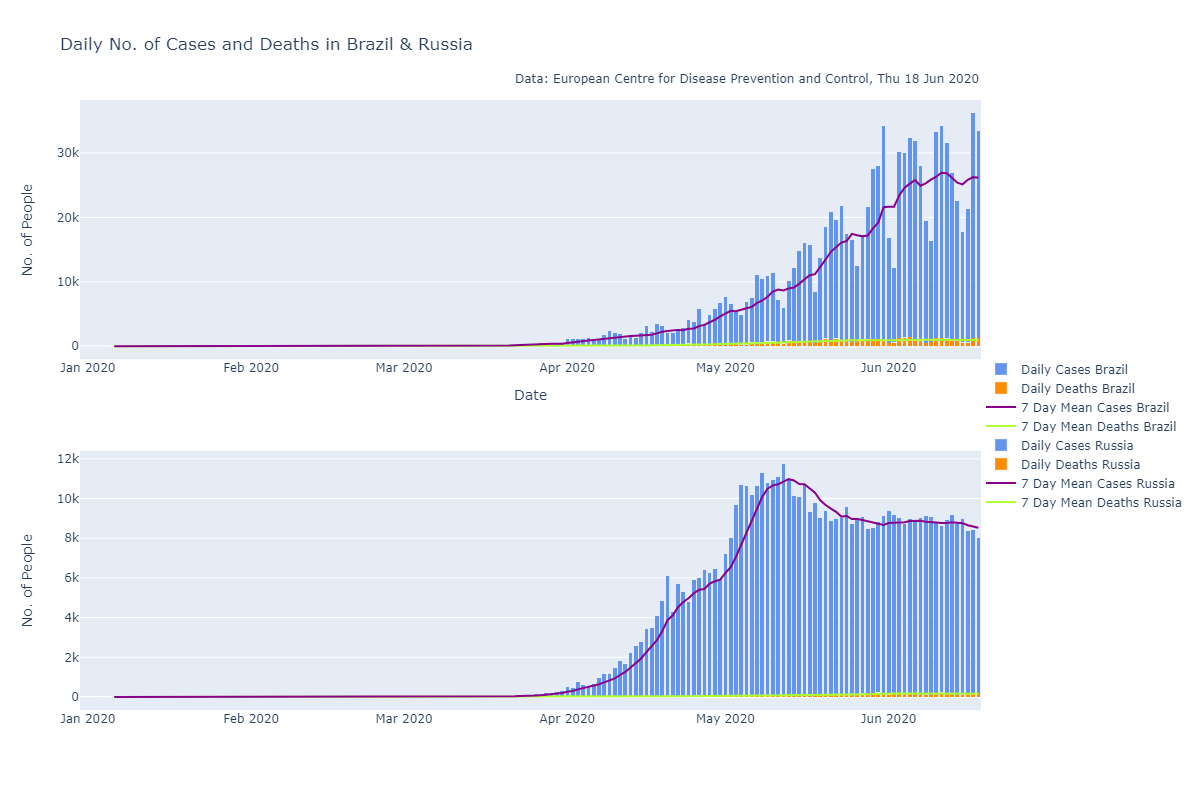 Daily No. of Cases and Deaths in Brazil & Russia
Data: European Centre for Disease Prevention and Control, Thu 18 Jun 2020
30k
20k
10k
0
No. of People
Jan 2020 Feb 2020 Mar 2020 Apr 2020 May 2020 Jun 2020
Date
Daily Cases Brazil
Daily Deaths Brazil
7 Day Mean Cases Brazil
7 Day Mean Deaths Brazil
Daily Cases Russia
Daily Deaths Russia
7 Day Mean Cases Russia
7 Day Mean Deaths Russia
12k
10k
8k
6k
4k
2k
0
No. of People
Jan 2020 Feb 2020 Mar 2020 Apr 2020 May 2020 Jun 2020